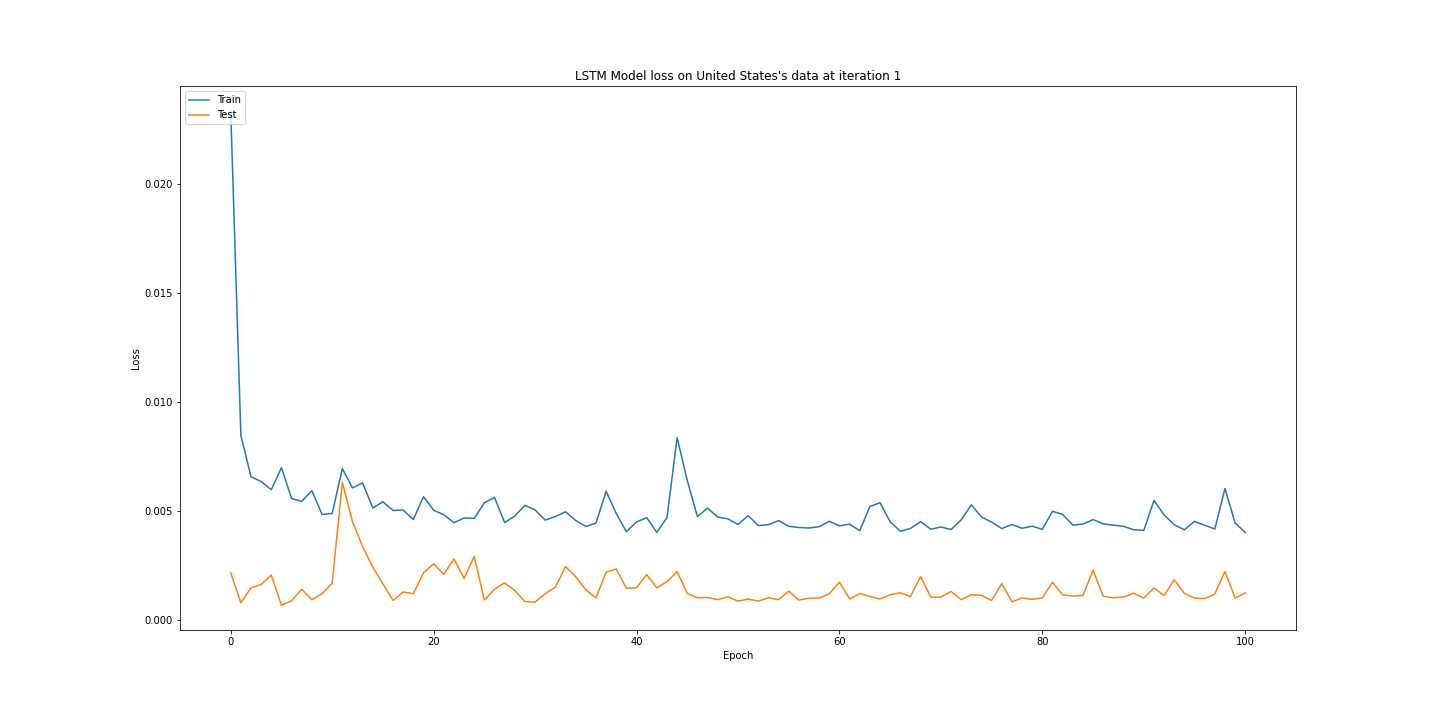 LSTM Model loss on United States's data at iteration 1
Train
Test
0.020
0.015
0.010
0.005
0.000
Loss
0 20 40 60 80 100
Epoch